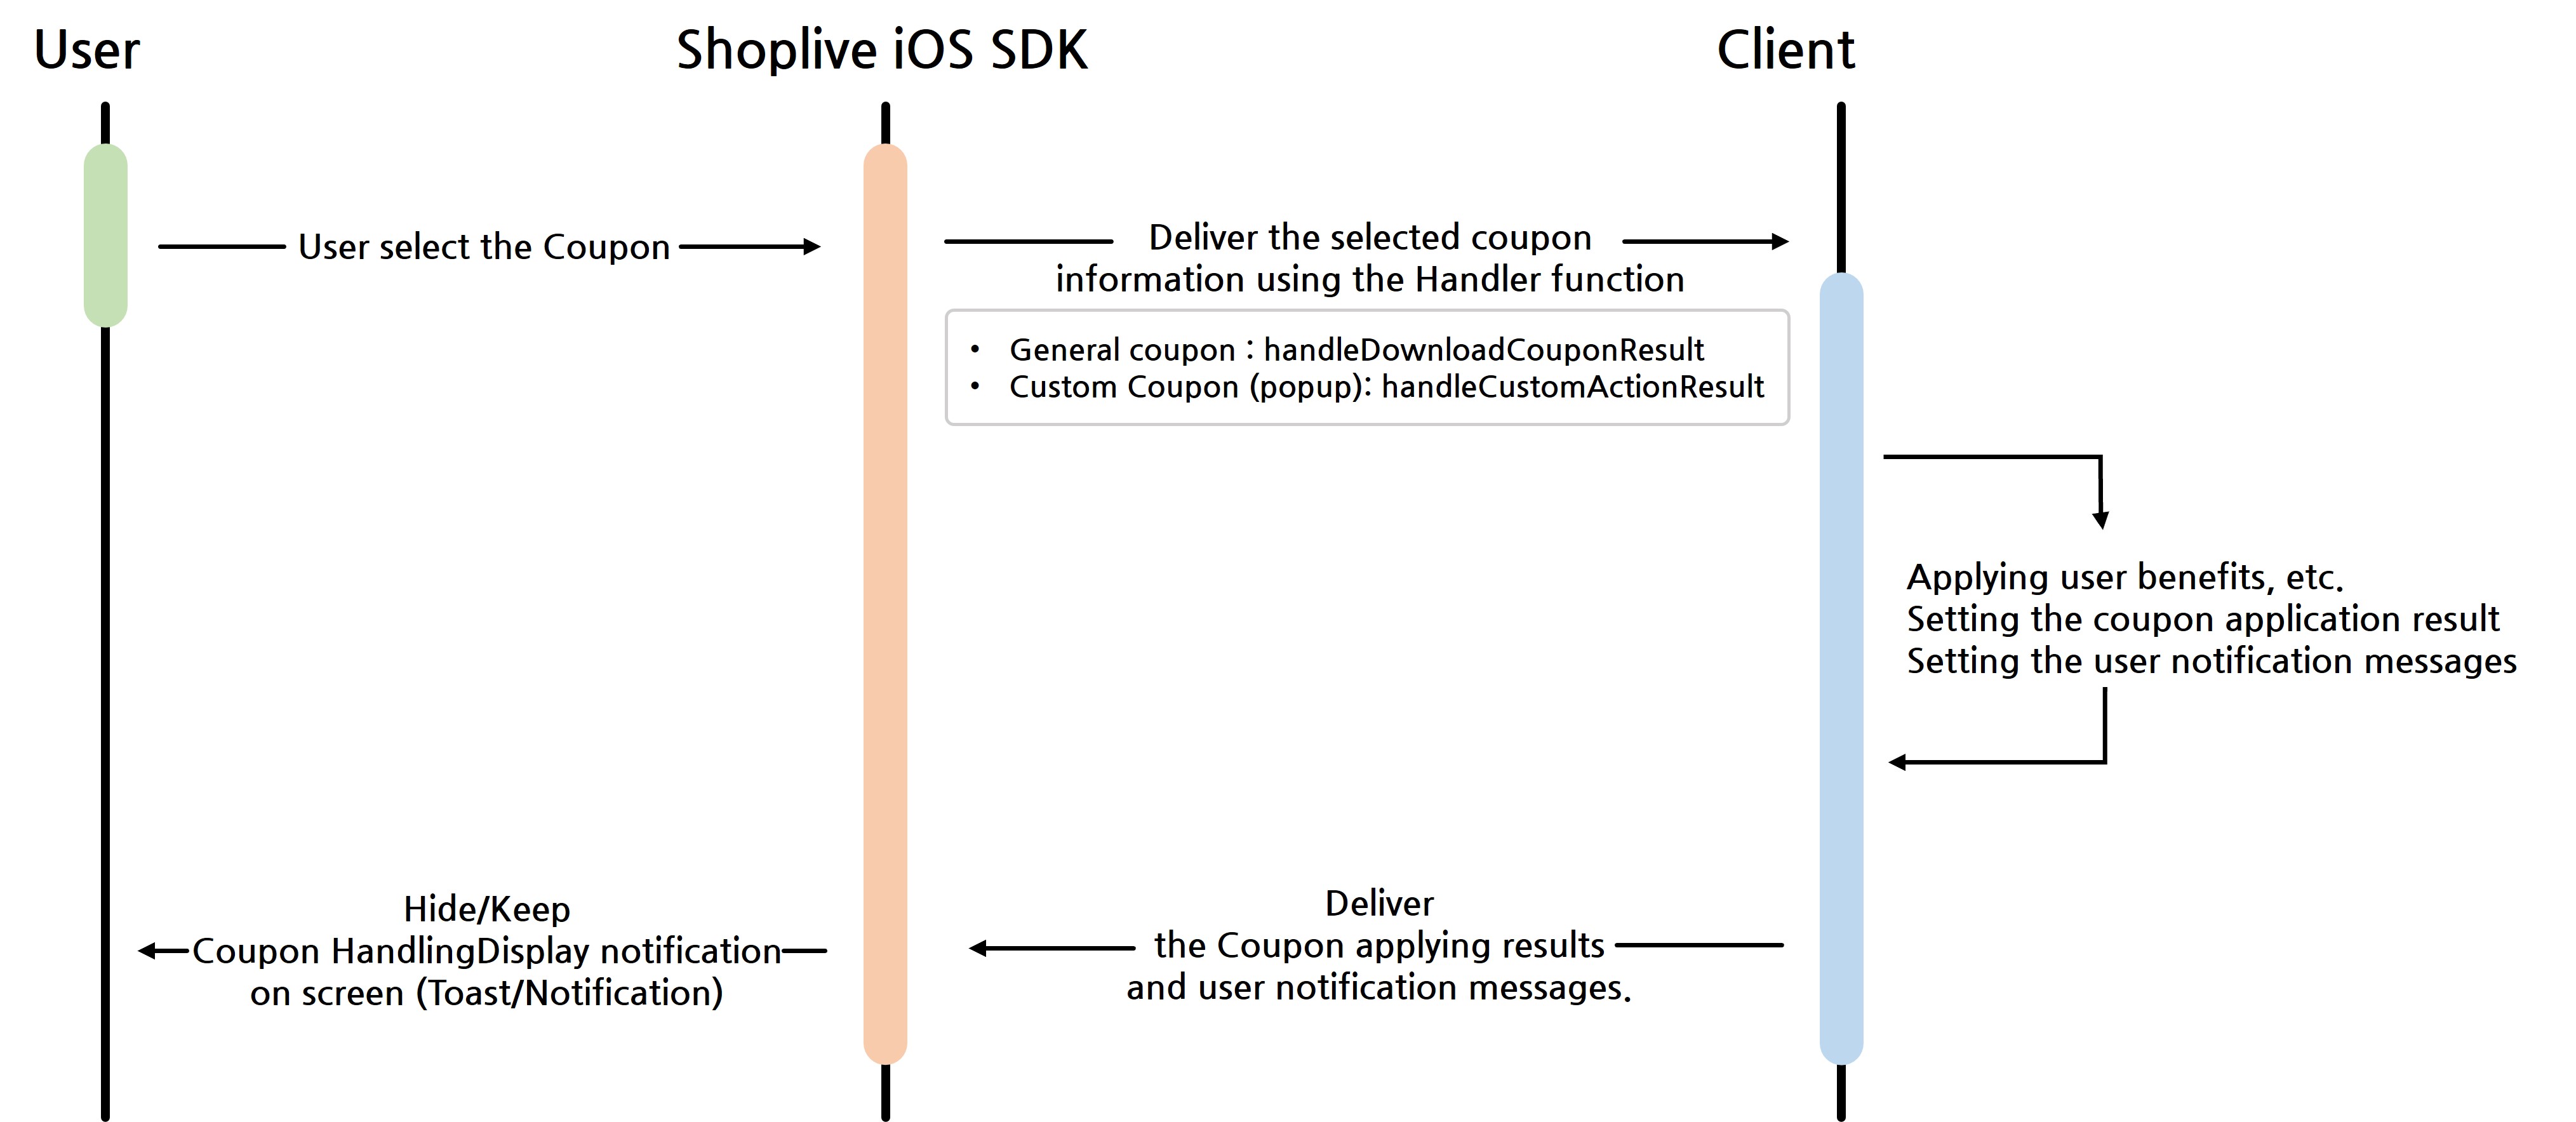 User
Shoplive iOS SDK
Client
User select the Coupon
Deliver the selected coupon
information using the Handler function
• General coupon : handleDownloadCouponResult
• Custom Coupon (popup): handleCustomActionResult
Applying user benefits, etc.
Setting the coupon application result
Setting the user notification messages
Deliver
the Coupon applying results
and user notification messages.
Hide/Keep
Coupon HandlingDisplay notification
on screen (Toast/Notification)